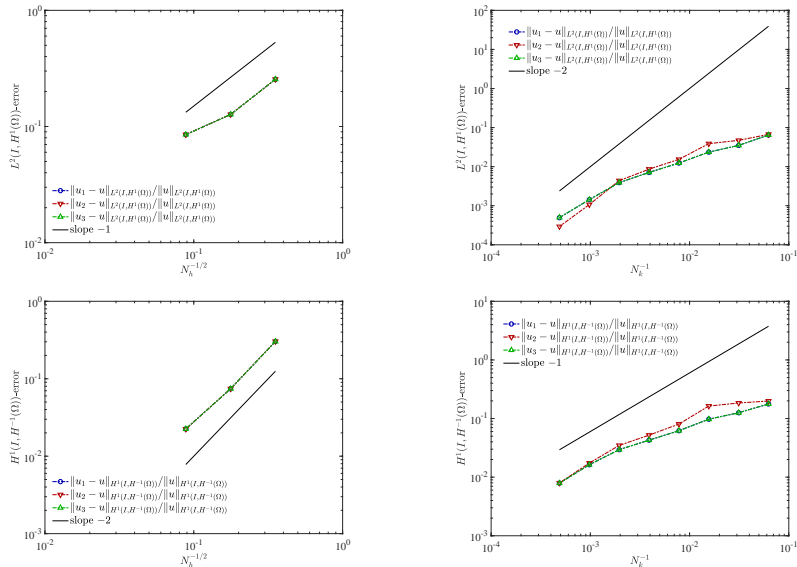 10^0
10^-1
10^-2
10^-2
10^-1
10^0
L^2(I, H^1(Ω))-error
N_h^{-1/2}
‖u_1 − u‖_{L^2(I,H^1(Ω))}/‖u‖_{L^2(I,H^1(Ω))}
‖u_2 − u‖_{L^2(I,H^1(Ω))}/‖u‖_{L^2(I,H^1(Ω))}
‖u_3 − u‖_{L^2(I,H^1(Ω))}/‖u‖_{L^2(I,H^1(Ω))}
slope −1
10^2
10^1
10^0
10^-1
10^-2
10^-3
10^-4
10^-4
10^-3
10^-2
10^-1
L^2(I, H^1(Ω))-error
N_k^{-1}
‖u_1 − u‖_{L^2(I,H^1(Ω))}/‖u‖_{L^2(I,H^1(Ω))}
‖u_2 − u‖_{L^2(I,H^1(Ω))}/‖u‖_{L^2(I,H^1(Ω))}
‖u_3 − u‖_{L^2(I,H^1(Ω))}/‖u‖_{L^2(I,H^1(Ω))}
slope −2
10^0
10^-1
10^-2
10^-3
10^-2
10^-1
10^0
H^1(I, H^{-1}(Ω))-error
N_h^{-1/2}
‖u_1 − u‖_{H^1(I,H^{-1}(Ω))}/‖u‖_{H^1(I,H^{-1}(Ω))}
‖u_2 − u‖_{H^1(I,H^{-1}(Ω))}/‖u‖_{H^1(I,H^{-1}(Ω))}
‖u_3 − u‖_{H^1(I,H^{-1}(Ω))}/‖u‖_{H^1(I,H^{-1}(Ω))}
slope −2
10^1
10^0
10^-1
10^-2
10^-3
10^-4
10^-3
10^-2
10^-1
H^1(I, H^{-1}(Ω))-error
N_k^{-1}
‖u_1 − u‖_{H^1(I,H^{-1}(Ω))}/‖u‖_{H^1(I,H^{-1}(Ω))}
‖u_2 − u‖_{H^1(I,H^{-1}(Ω))}/‖u‖_{H^1(I,H^{-1}(Ω))}
‖u_3 − u‖_{H^1(I,H^{-1}(Ω))}/‖u‖_{H^1(I,H^{-1}(Ω))}
slope −1